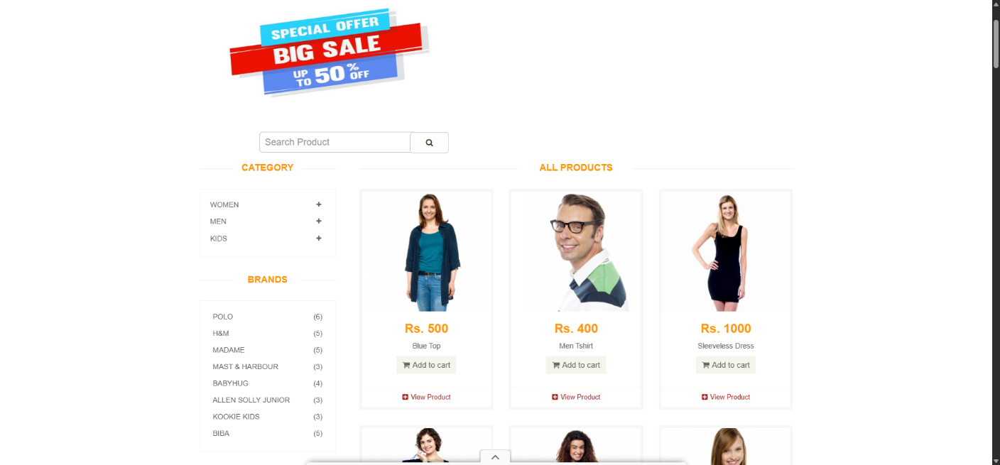 SPECIAL OFFER
BIG SALE
UP TO 50% OFF
Search Product
CATEGORY
WOMEN
MEN
KIDS
BRANDS
POLO (6)
H&M (5)
MADAME (5)
MAST & HARBOUR (3)
BABYHUG (4)
ALLEN SOLLY JUNIOR (3)
KOOKIE KIDS (3)
BIBA (5)
ALL PRODUCTS
Rs. 500
Blue Top
Add to cart
View Product
Rs. 400
Men Tshirt
Add to cart
View Product
Rs. 1000
Sleeveless Dress
Add to cart
View Product